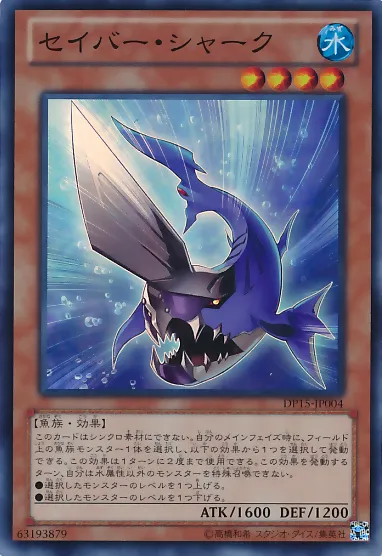 セイバー・シャーク
水
DP15-JP004
【魚族・効果】
このカードはシンクロ素材にできない。自分のメインフェイズ時に、フィールド
上の魚族モンスター1体を選択し、以下の効果から1つを選択して発動
できる。この効果は1ターンに2度まで使用できる。この効果を発動する
ターン、自分は水属性以外のモンスターを特殊召喚できない。
●選択したモンスターのレベルを1つ上げる。
●選択したモンスターのレベルを1つ下げる。
ATK/1600 DEF/1200
63193879
©高橋和希 スタジオ・ダイス/集英社